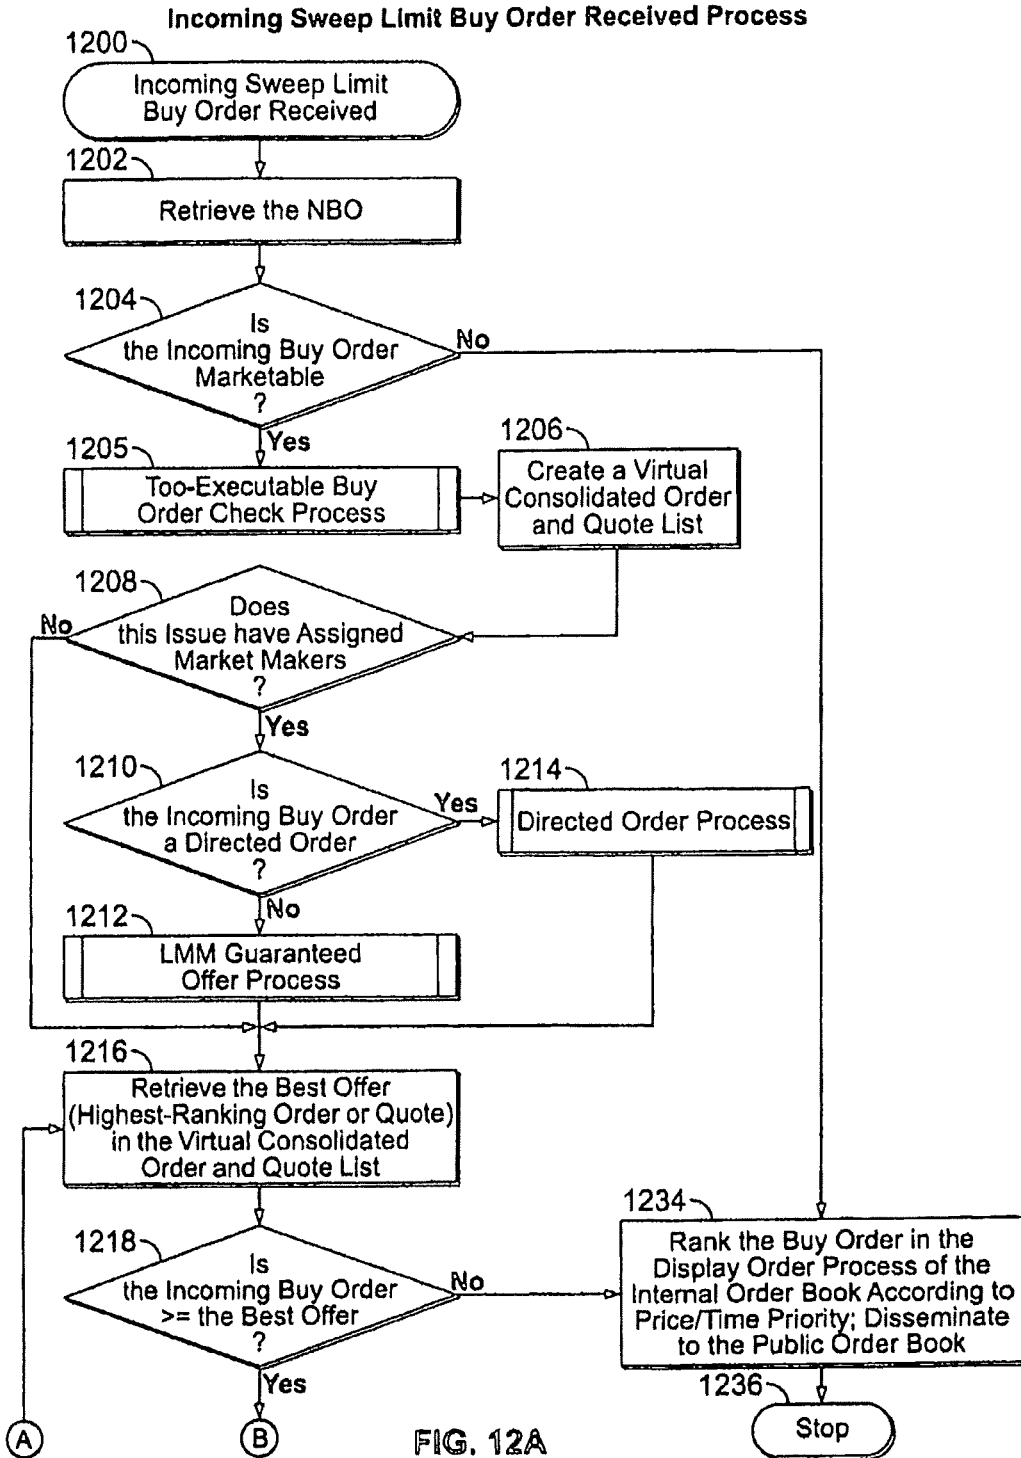 Incoming Sweep Limit Buy Order Received Process
1200
Incoming Sweep Limit
Buy Order Received
1202
Retrieve the NBO
1204
Is
the Incoming Buy Order
Marketable
?
No
Yes
1205
Too-Executable Buy
Order Check Process
1206
Create a Virtual
Consolidated Order
and Quote List
1208
Does
this Issue have Assigned
Market Makers
?
No
Yes
1210
Is
the Incoming Buy Order
a Directed Order
?
Yes
1214
Directed Order Process
No
1212
LMM Guaranteed
Offer Process
1216
Retrieve the Best Offer
(Highest-Ranking Order or Quote)
in the Virtual Consolidated
Order and Quote List
1218
Is
the Incoming Buy Order
>= the Best Offer
?
No
Yes
1234
Rank the Buy Order in the
Display Order Process of the
Internal Order Book According to
Price/Time Priority; Disseminate
to the Public Order Book
1236
Stop
A
B
FIG. 12A